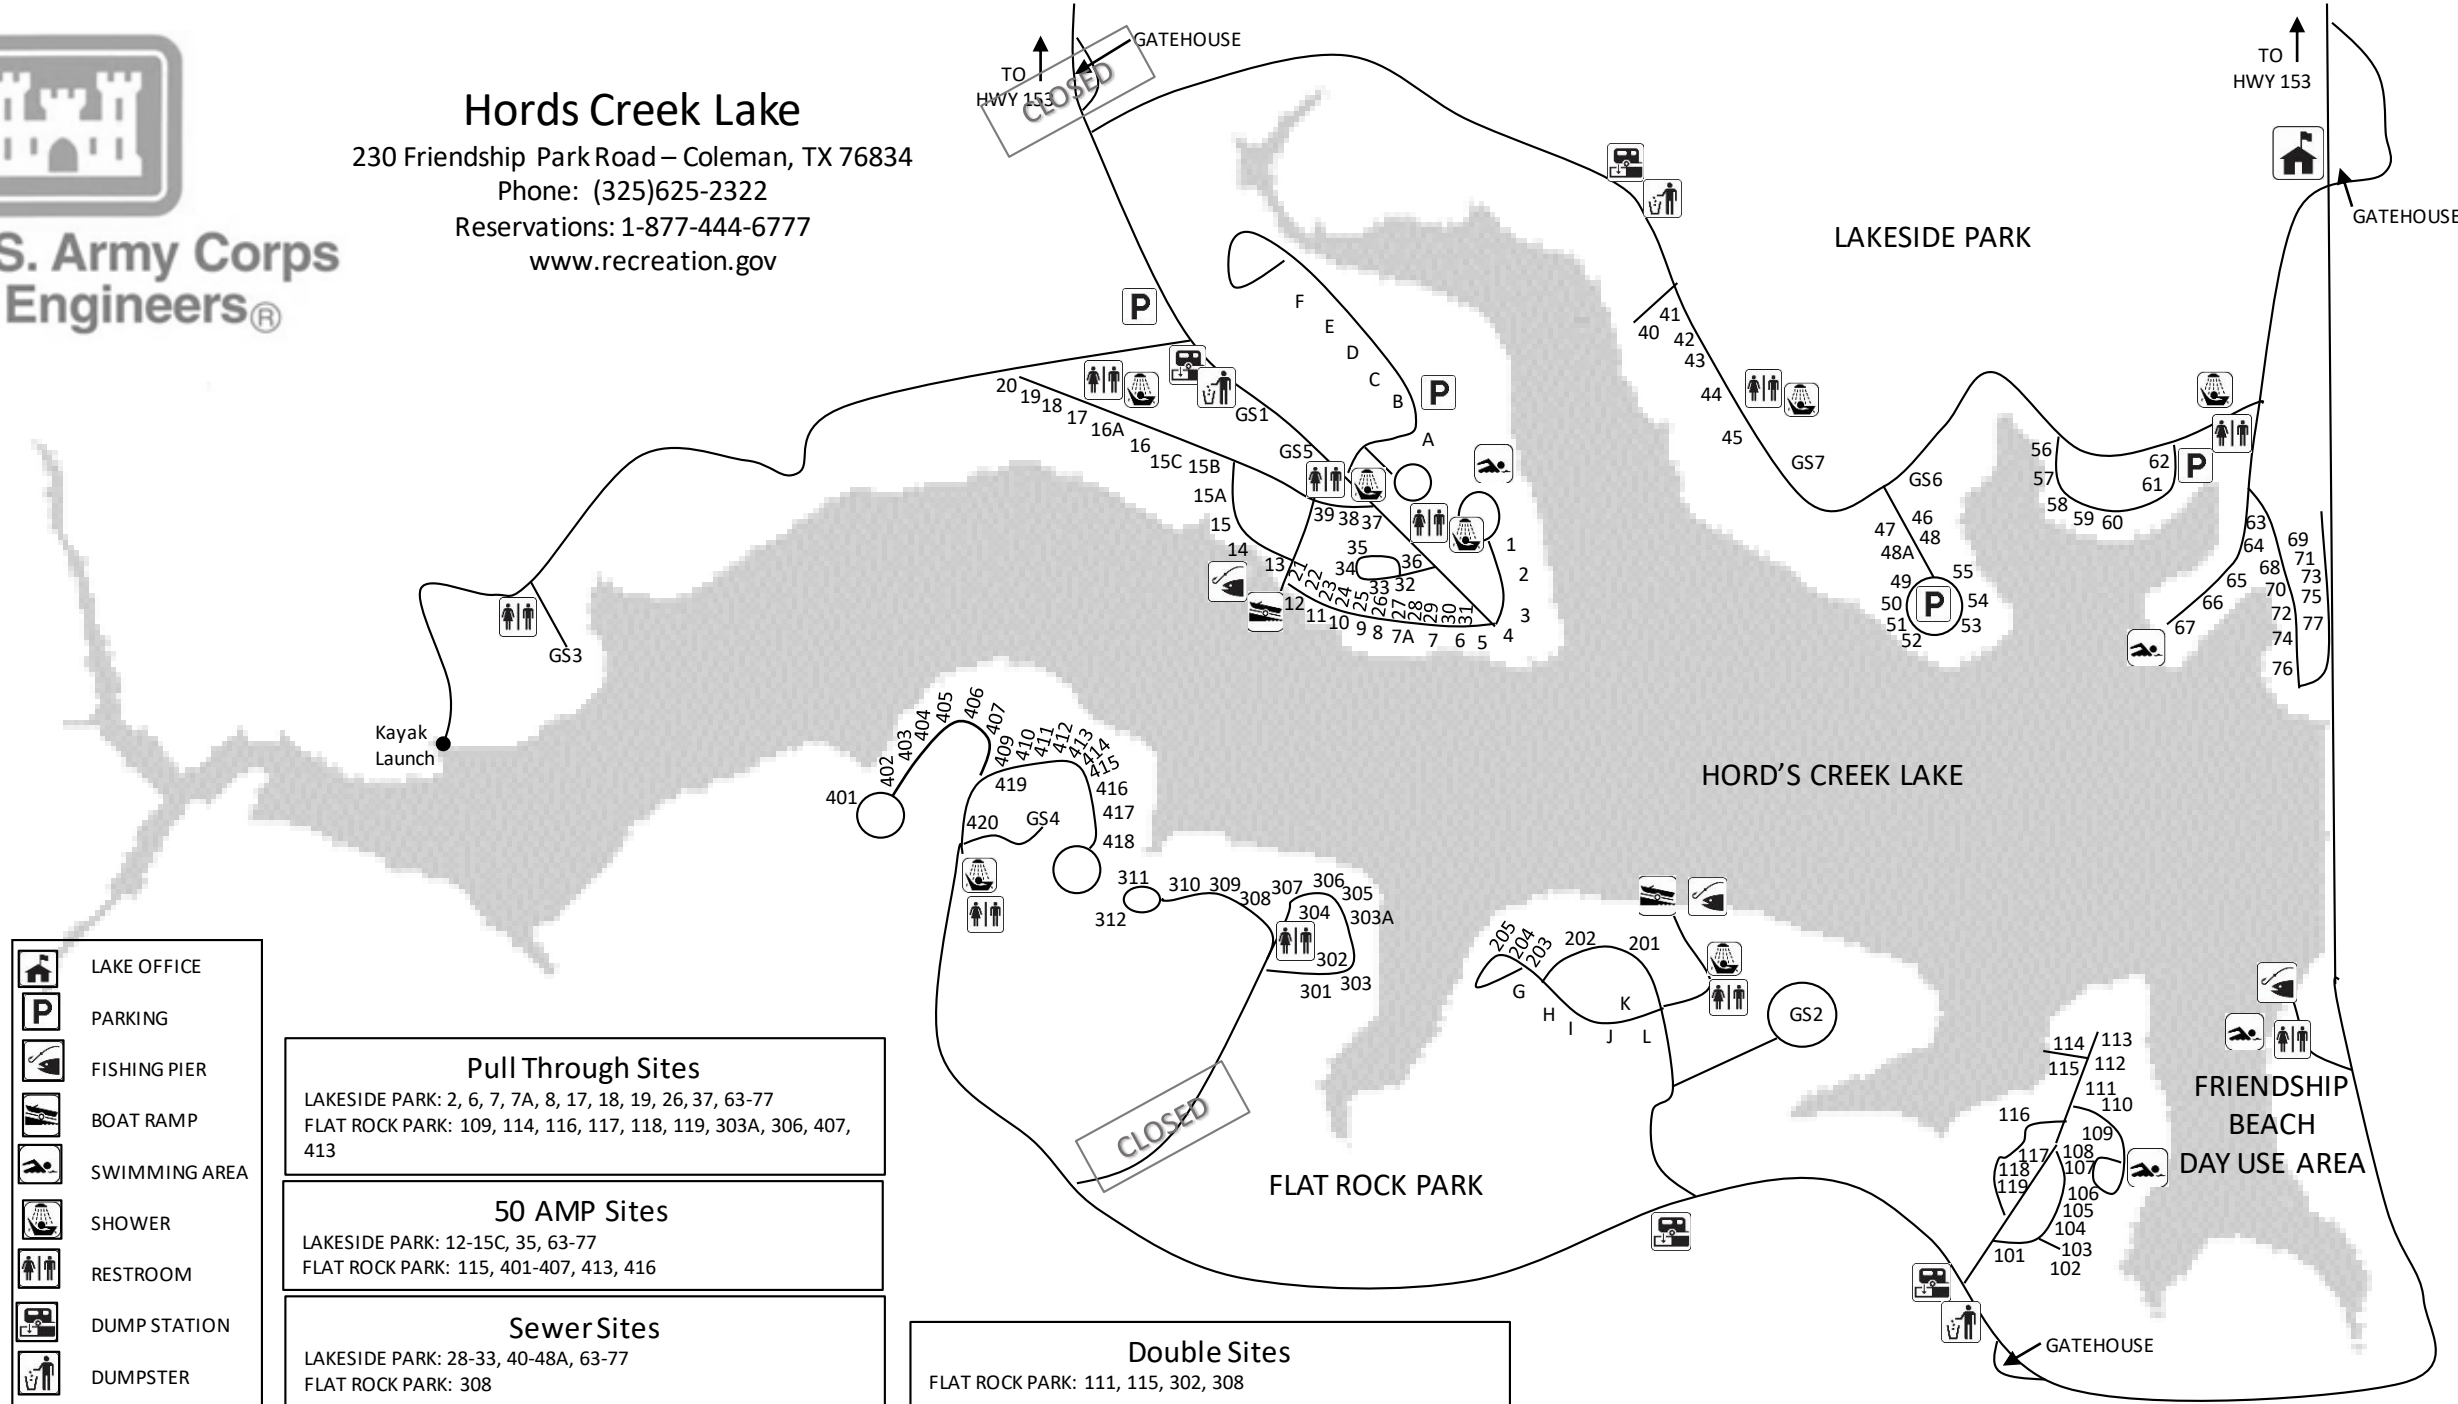 S. Army Corps
Engineers®
Hords Creek Lake
230 Friendship Park Road – Coleman, TX 76834
Phone: (325)625-2322
Reservations: 1-877-444-6777
www.recreation.gov
TO
HWY 153
CLOSED
GATEHOUSE
TO
HWY 153
GATEHOUSE
LAKESIDE PARK
P
F
E
D
C
B
A
P
GS1
GS5
20
19
18
17
16A
16
15C
15B
15A
15
14
13
12
11
10
9
8
7A
7
6
5
4
3
2
1
21
22
23
24
25
26
27
28
29
30
31
32
33
34
35
36
37
38
39
40
41
42
43
44
45
GS7
GS6
46
47
48
48A
49
50
51
52
53
54
55
P
56
57
58
59
60
61
62
P
63
64
65
66
67
68
69
70
71
72
73
74
75
76
77
GS3
Kayak
Launch
HORD'S CREEK LAKE
401
402
403
404
405
406
407
409
410
411
412
413
414
415
416
417
418
419
420
GS4
311
312
310
309
308
307
306
305
304
303A
303
302
301
CLOSED
FLAT ROCK PARK
205
204
203
202
201
G
H
I
J
K
L
GS2
114
113
115
112
111
110
116
109
108
117
107
118
119
106
105
104
103
102
101
FRIENDSHIP
BEACH
DAY USE AREA
GATEHOUSE
LAKE OFFICE
P PARKING
FISHING PIER
BOAT RAMP
SWIMMING AREA
SHOWER
RESTROOM
DUMP STATION
DUMPSTER
Pull Through Sites
LAKESIDE PARK: 2, 6, 7, 7A, 8, 17, 18, 19, 26, 37, 63-77
FLAT ROCK PARK: 109, 114, 116, 117, 118, 119, 303A, 306, 407,
413
50 AMP Sites
LAKESIDE PARK: 12-15C, 35, 63-77
FLAT ROCK PARK: 115, 401-407, 413, 416
Sewer Sites
LAKESIDE PARK: 28-33, 40-48A, 63-77
FLAT ROCK PARK: 308
Double Sites
FLAT ROCK PARK: 111, 115, 302, 308